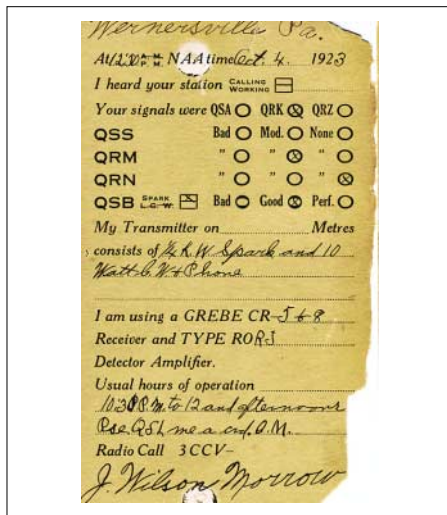 Wernersville Pa.
At 12:10 A.M. P.M. NAA time Oct. 4. 1923
I heard your station CALLING WORKING
Your signals were QSA QRK QRZ
QSS Bad Mod. None
QRM " " "
QRN " " "
QSB SPARK L.C.W. Bad Good Perf.
My Transmitter on Metres
consists of ¼ K.W. Spark and 10
Watt C.W. & Phone
I am using a GREBE CR-5 & 8
Receiver and TYPE RORJ
Detector Amplifier.
Usual hours of operation
10:30 P.M. to 12 and afternoons
Pse QSL me a crd. O.M.
Radio Call 3CCV-
J. Wilson Morrow